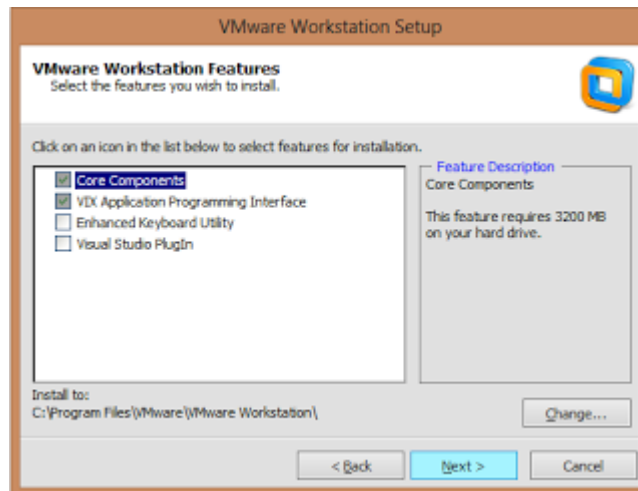 VMware Workstation Setup
VMware Workstation Features
Select the features you wish to install.
Click on an icon in the list below to select features for installation.
Core Components
VIX Application Programming Interface
Enhanced Keyboard Utility
Visual Studio PlugIn
Feature Description
Core Components
This feature requires 3200 MB
on your hard drive.
Install to:
C:\Program Files\VMware\VMware Workstation\
Change...
< Back
Next >
Cancel